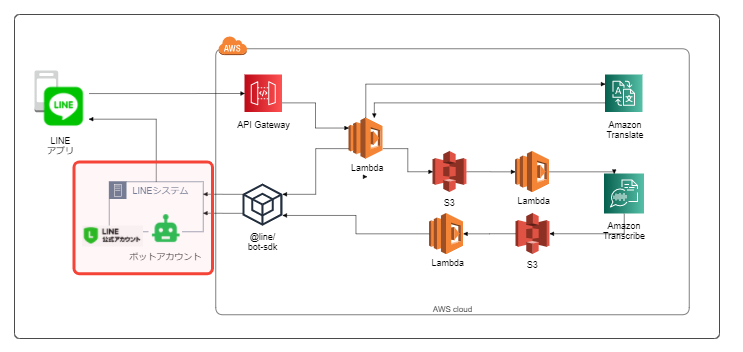 AWS
LINE
LINE
アプリ
API Gateway
Lambda
Amazon
Translate
S3
Lambda
Amazon
Transcribe
LINEシステム
LINE
公式アカウント
ボットアカウント
@line/
bot-sdk
Lambda
S3
AWS cloud